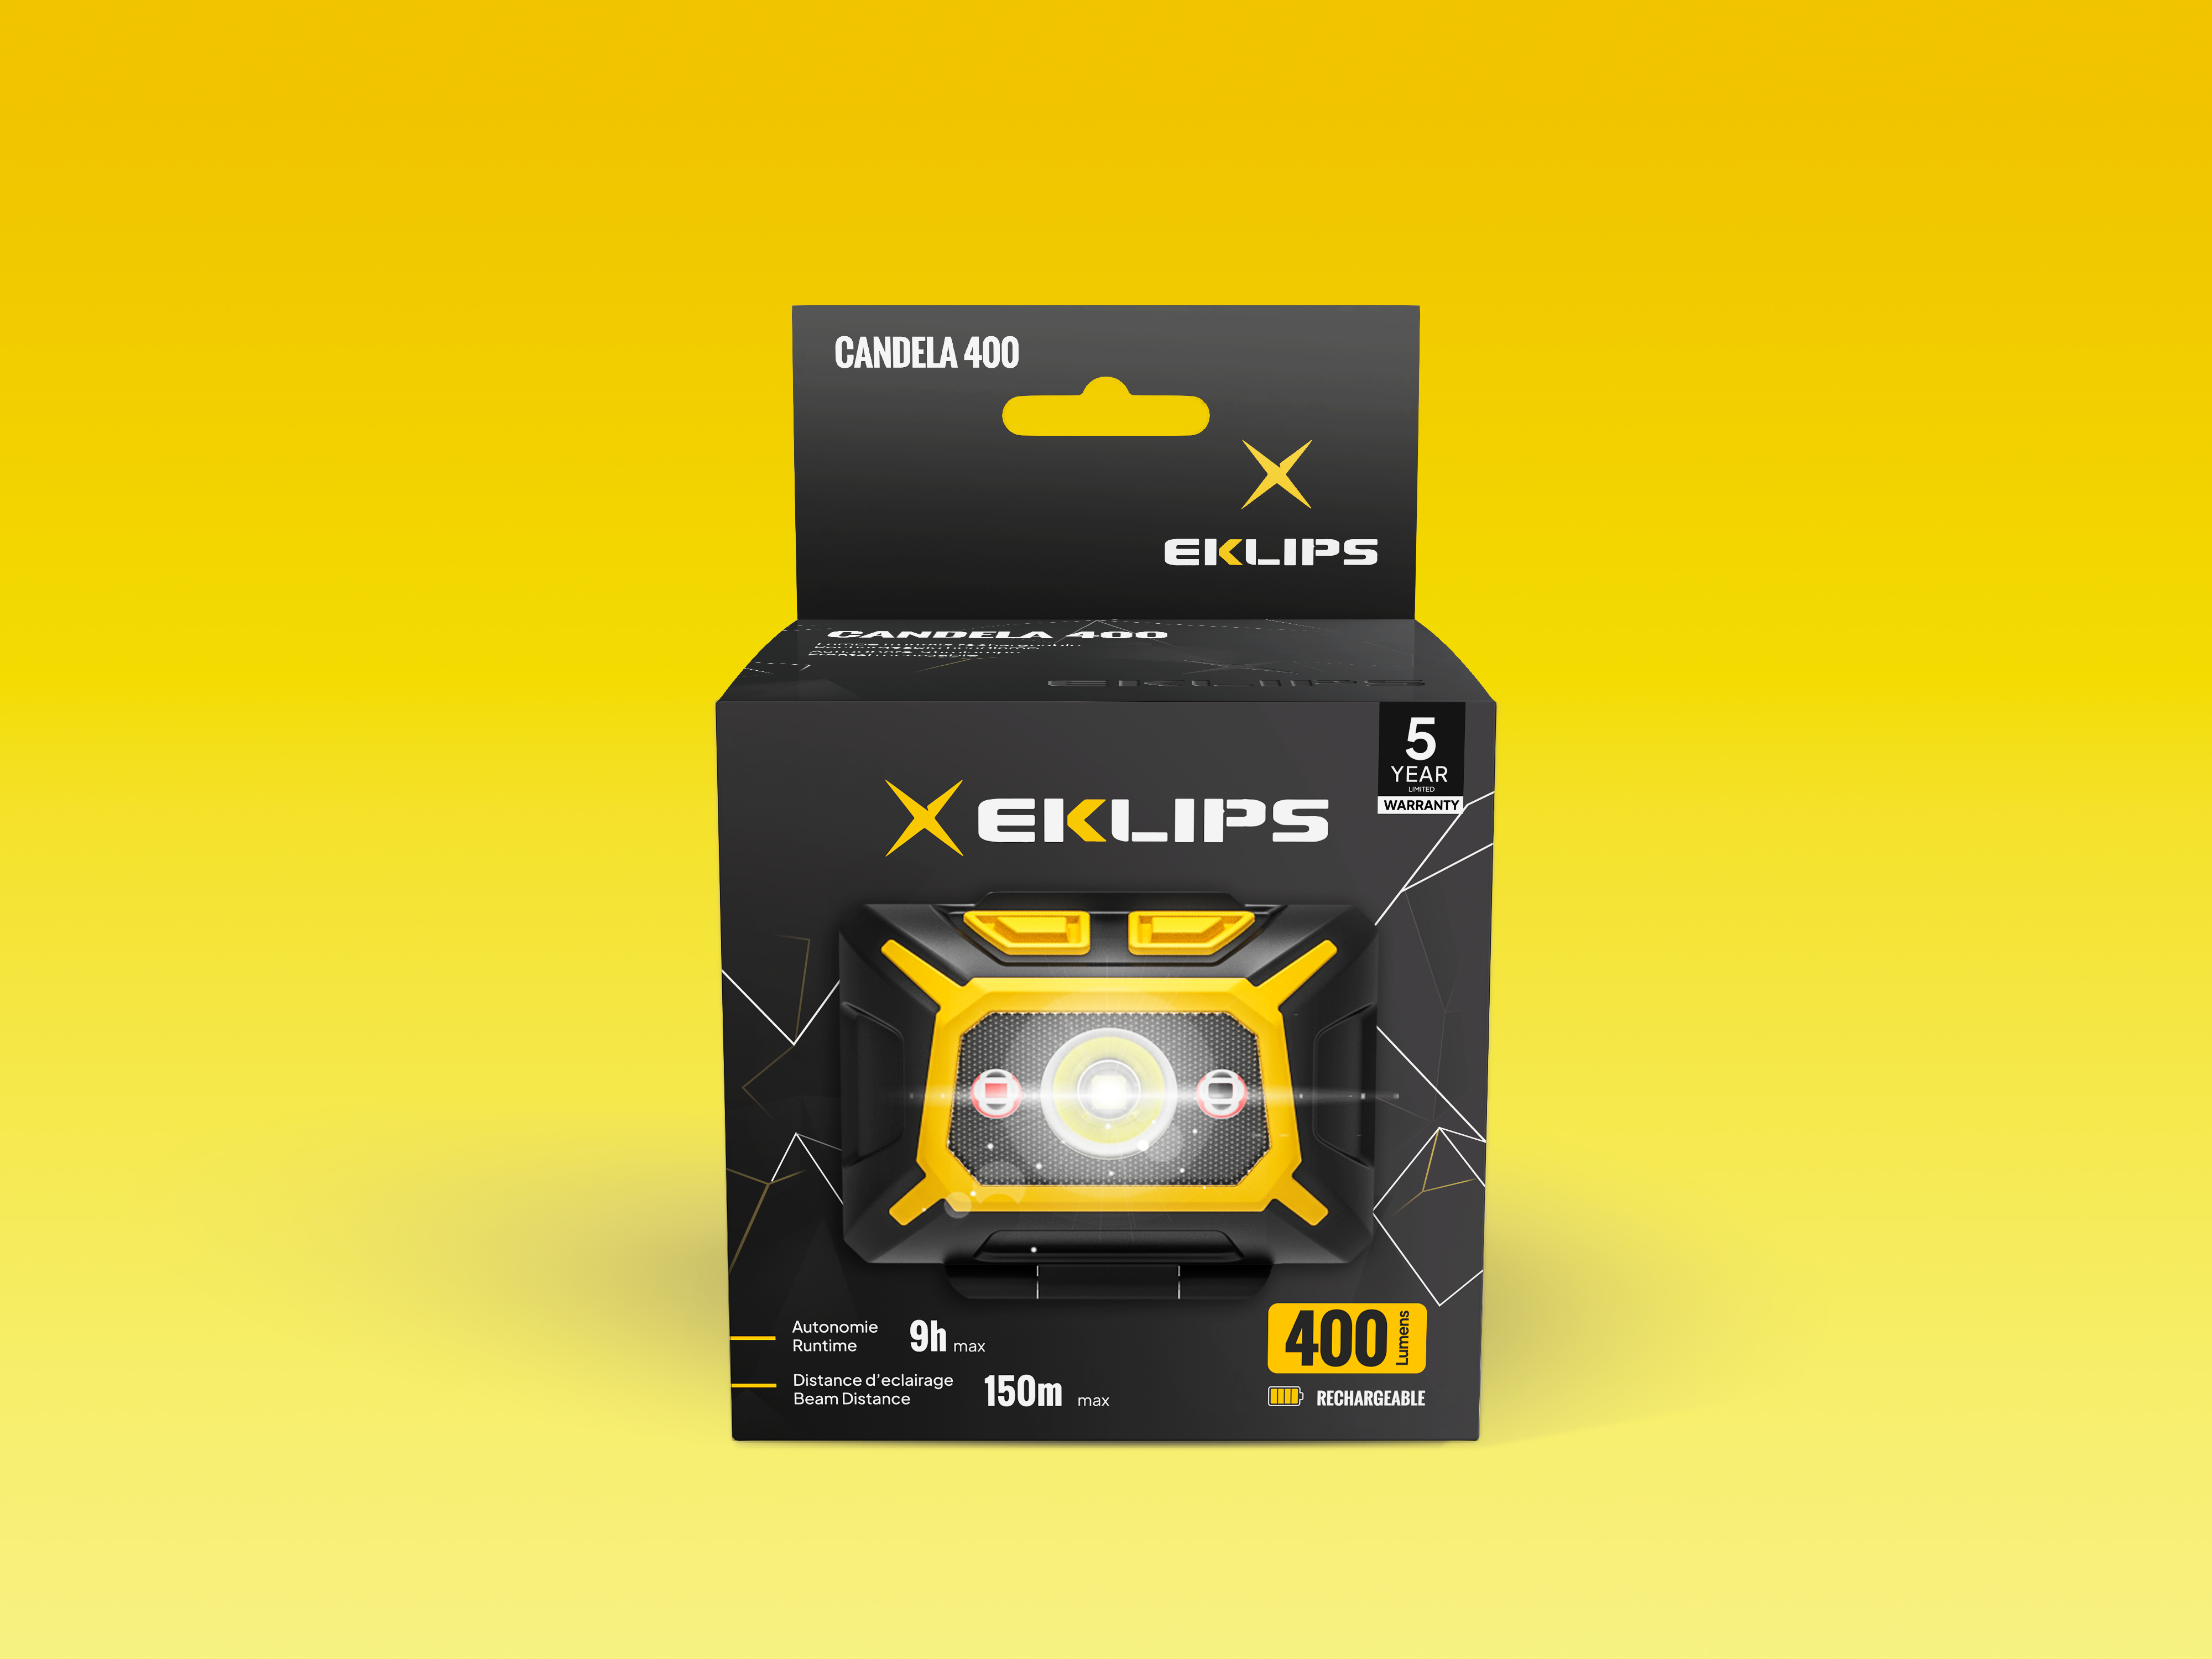 CANDELA 400
EKLIPS
CANDELA 400
EKLIPS
5
YEAR
LIMITED
WARRANTY
EKLIPS
Autonomie
Runtime
9h max
Distance d'eclairage
Beam Distance
150m max
400 Lumens
RECHARGEABLE